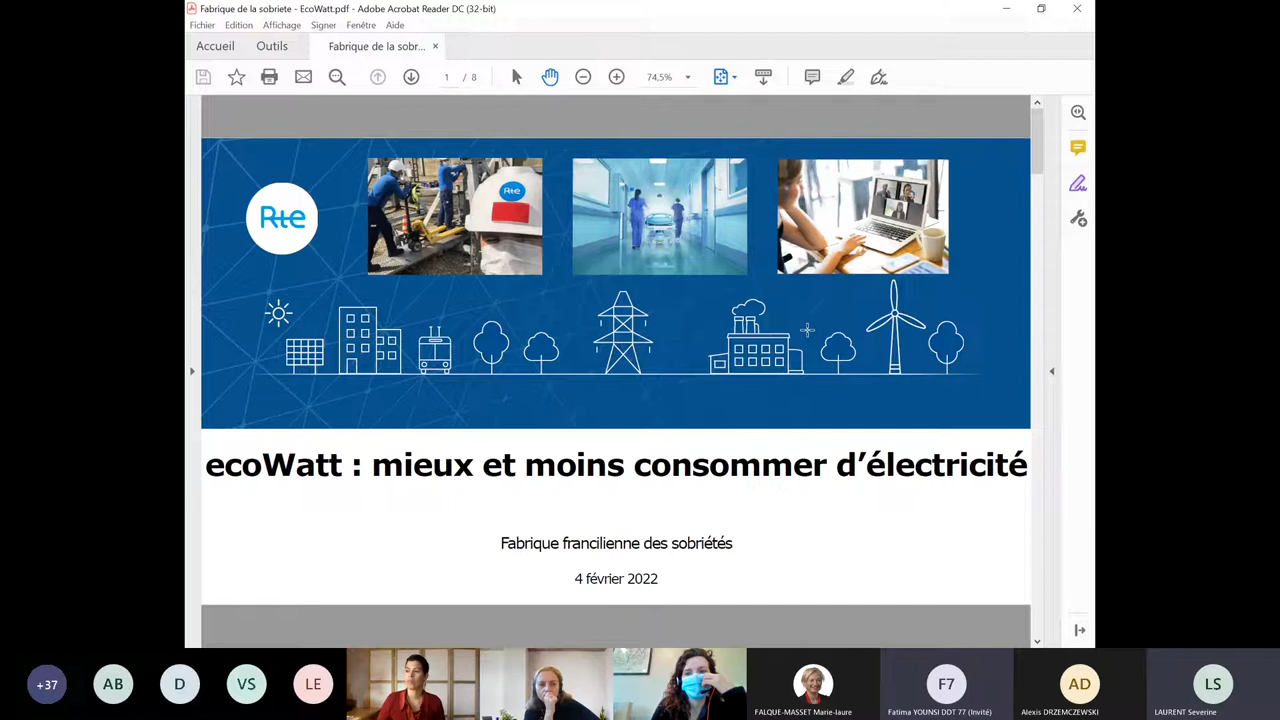 Fabrique de la sobriete - EcoWatt.pdf - Adobe Acrobat Reader DC (32-bit)
Fichier Edition Affichage Signer Fenêtre Aide
Accueil Outils Fabrique de la sobr... ×
1 / 8 74,5%
Rte
Rte
ecoWatt : mieux et moins consommer d’électricité
Fabrique francilienne des sobriétés
4 février 2022
+37 AB D VS LE F7 AD LS
FALQUE-MASSET Marie-laure Fatima YOUNSI DDT 77 (Invité) Alexis DRZEMCZEWSKI LAURENT Severine